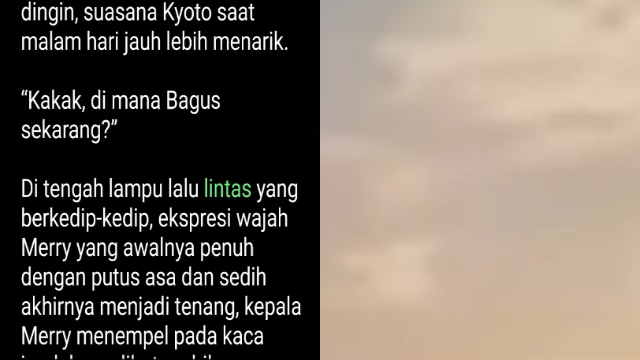 dingin, suasana Kyoto saat
malam hari jauh lebih menarik.
“Kakak, di mana Bagus
sekarang?”
Di tengah lampu lalu lintas yang
berkedip-kedip, ekspresi wajah
Merry yang awalnya penuh
dengan putus asa dan sedih
akhirnya menjadi tenang, kepala
Merry menempel pada kaca